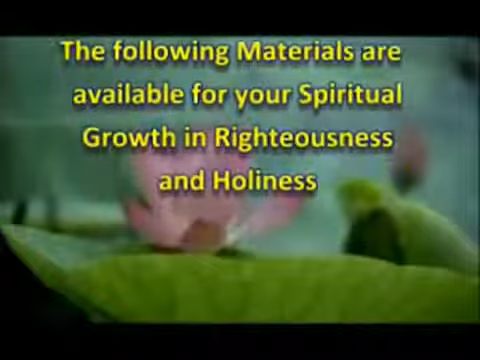 The following Materials are
available for your Spiritual
Growth in Righteousness
and Holiness